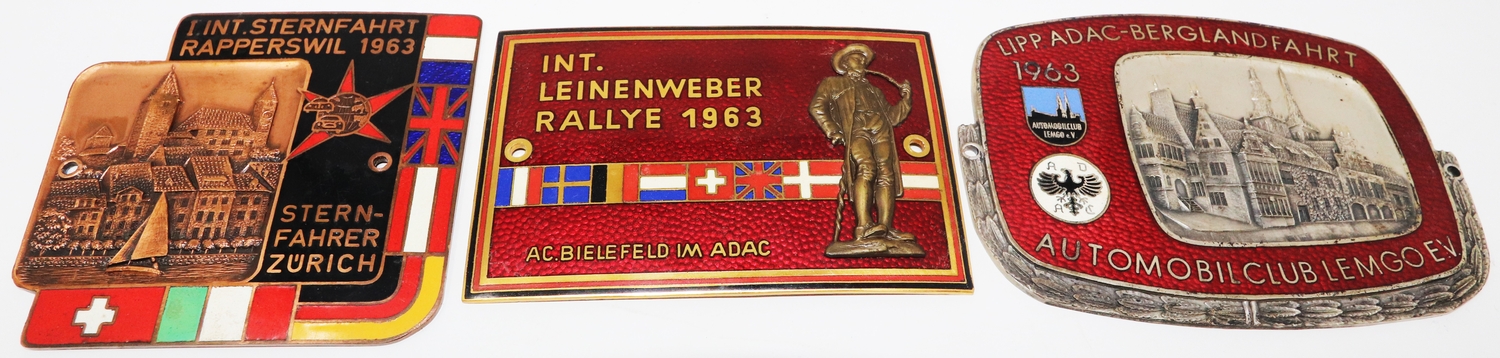 I. INT. STERNFAHRT
RAPPERSWIL 1963
STERN-
FAHRER
ZÜRICH
INT.
LEINENWEBER
RALLYE 1963
AC. BIELEFELD IM ADAC
LIPP ADAC-BERGLANDFAHRT
1963
AUTOMOBILCLUB
LEMGO e.V
A D
A C
AUTOMOBILCLUB LEMGO E.V.